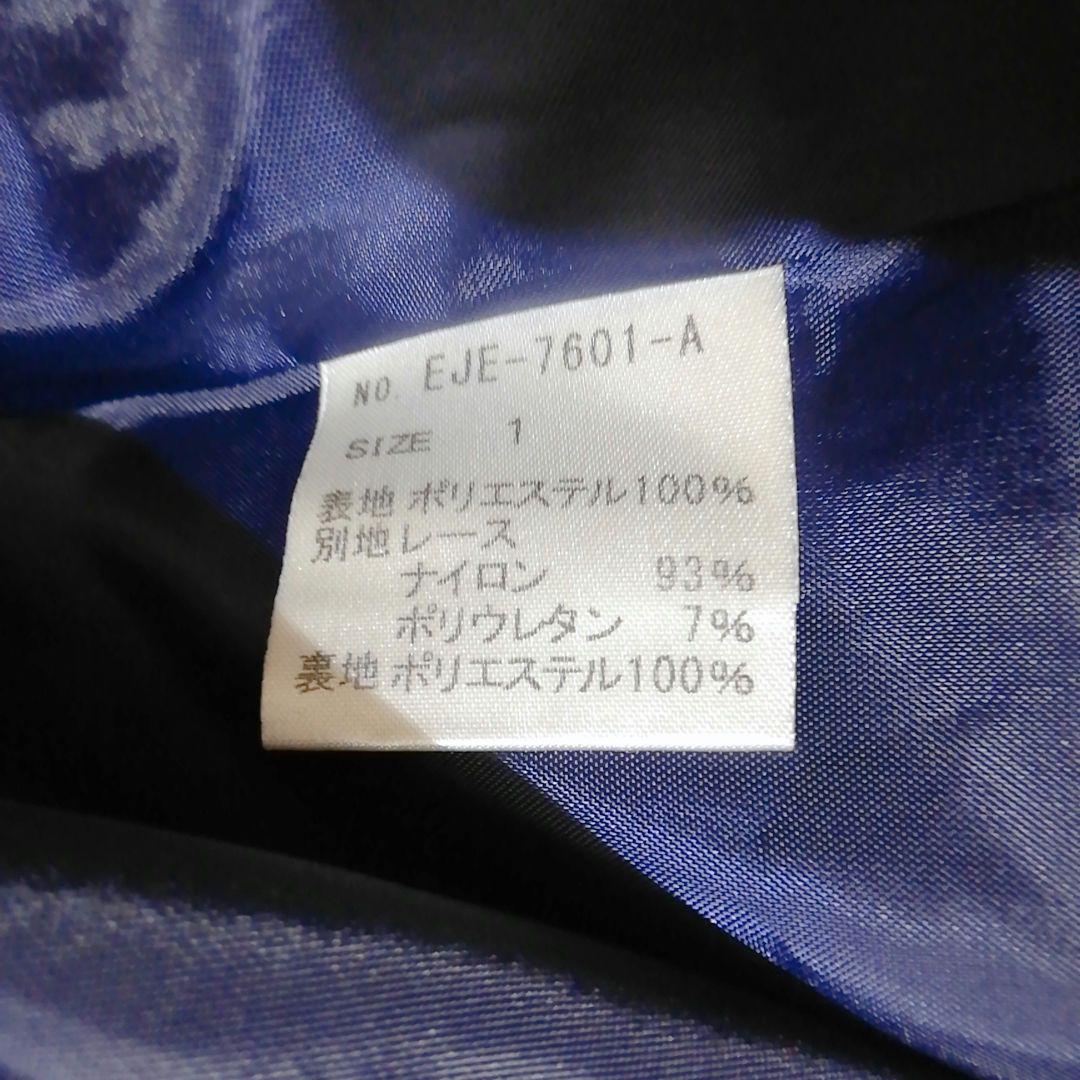 NO. EJE-7601-A
SIZE 1
表地 ポリエステル100%
別地 レース
ナイロン 93%
ポリウレタン 7%
裏地 ポリエステル100%